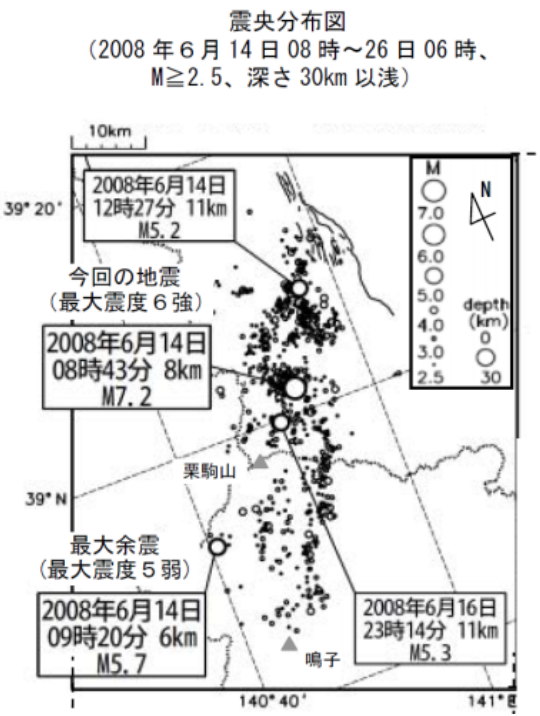 震央分布図
（2008年６月14日08時～26日06時、
M≧2.5、深さ30km以浅）
10km
2008年6月14日
12時27分 11km
M5.2
39°20′
今回の地震
（最大震度６強）
2008年6月14日
08時43分 8km
M7.2
8
M
7.0
6.0
5.0
4.0
3.0
2.5
N
depth
(km)
0
30
栗駒山
39°N
最大余震
（最大震度５弱）
2008年6月14日
09時20分 6km
M5.7
2008年6月16日
23時14分 11km
M5.3
鳴子
140°40′
141°E